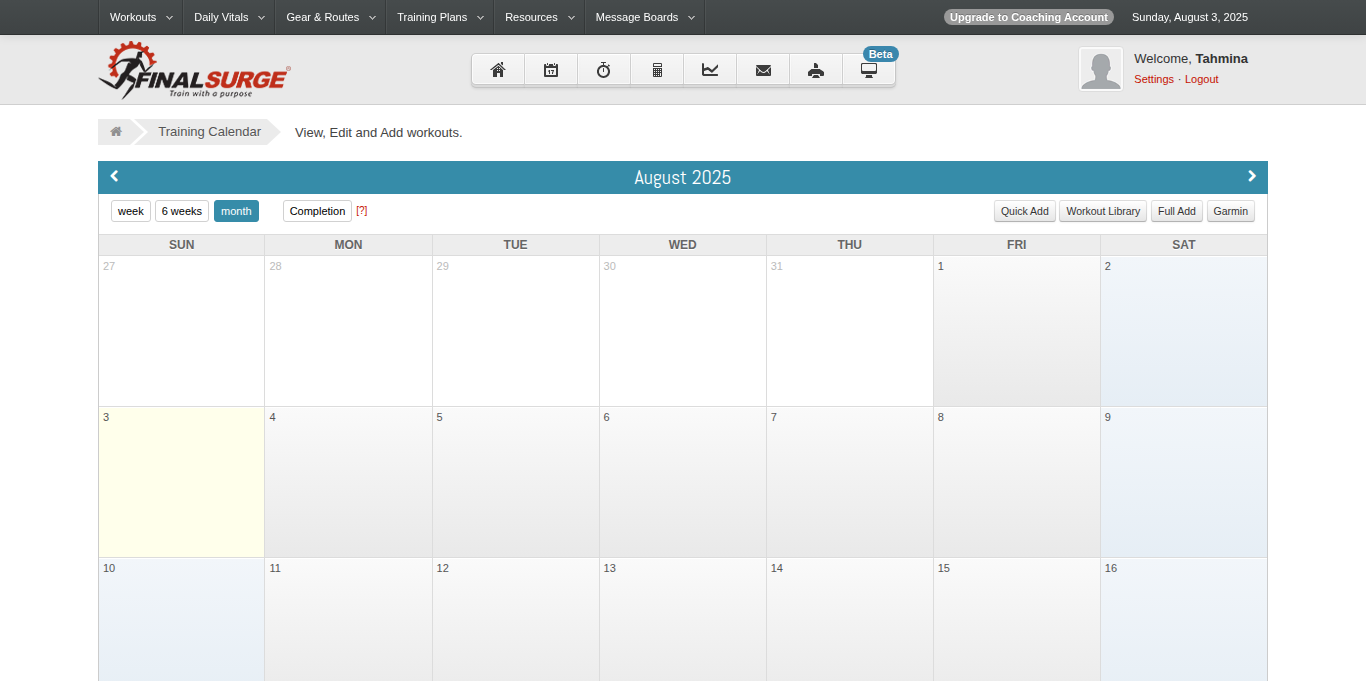 Workouts Daily Vitals Gear & Routes Training Plans Resources Message Boards Upgrade to Coaching Account Sunday, August 3, 2025
FINAL SURGE®
Train with a purpose
17
Beta
Welcome, Tahmina
Settings · Logout
Training Calendar View, Edit and Add workouts.
August 2025
week 6 weeks month Completion [?] Quick Add Workout Library Full Add Garmin
SUN MON TUE WED THU FRI SAT
27 28 29 30 31 1 2
3 4 5 6 7 8 9
10 11 12 13 14 15 16